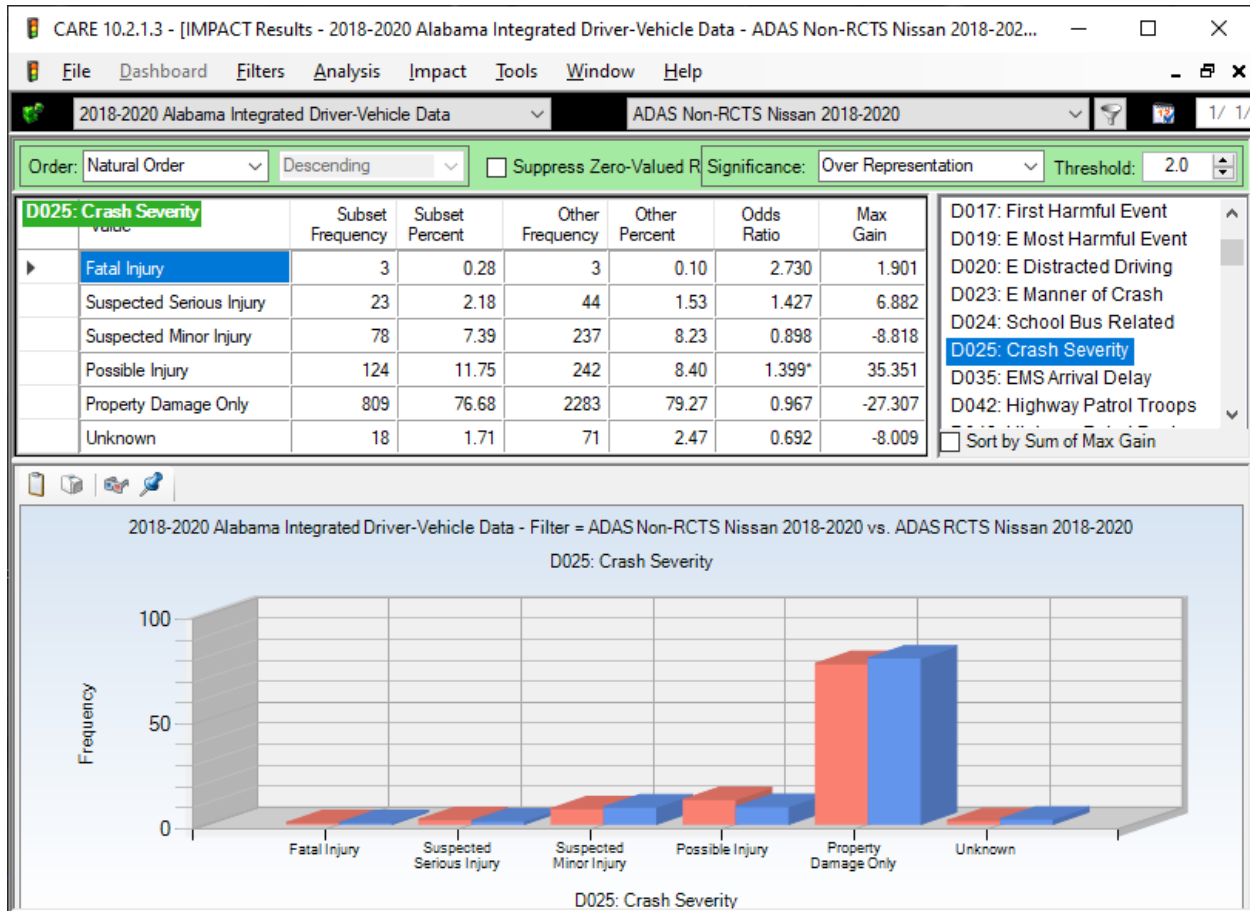 CARE 10.2.1.3 - [IMPACT Results - 2018-2020 Alabama Integrated Driver-Vehicle Data - ADAS Non-RCTS Nissan 2018-202...
File Dashboard Filters Analysis Impact Tools Window Help
2018-2020 Alabama Integrated Driver-Vehicle Data ADAS Non-RCTS Nissan 2018-2020 1/ 1/
Order: Natural Order Descending Suppress Zero-Valued R Significance: Over Representation Threshold: 2.0
D025: Crash Severity Subset Frequency Subset Percent Other Frequency Other Percent Odds Ratio Max Gain
Fatal Injury 3 0.28 3 0.10 2.730 1.901
Suspected Serious Injury 23 2.18 44 1.53 1.427 6.882
Suspected Minor Injury 78 7.39 237 8.23 0.898 -8.818
Possible Injury 124 11.75 242 8.40 1.399* 35.351
Property Damage Only 809 76.68 2283 79.27 0.967 -27.307
Unknown 18 1.71 71 2.47 0.692 -8.009
D017: First Harmful Event
D019: E Most Harmful Event
D020: E Distracted Driving
D023: E Manner of Crash
D024: School Bus Related
D025: Crash Severity
D035: EMS Arrival Delay
D042: Highway Patrol Troops
Sort by Sum of Max Gain
2018-2020 Alabama Integrated Driver-Vehicle Data - Filter = ADAS Non-RCTS Nissan 2018-2020 vs. ADAS RCTS Nissan 2018-2020
D025: Crash Severity
100
50
0
Frequency
Fatal Injury
Suspected Serious Injury
Suspected Minor Injury
Possible Injury
Property Damage Only
Unknown
D025: Crash Severity